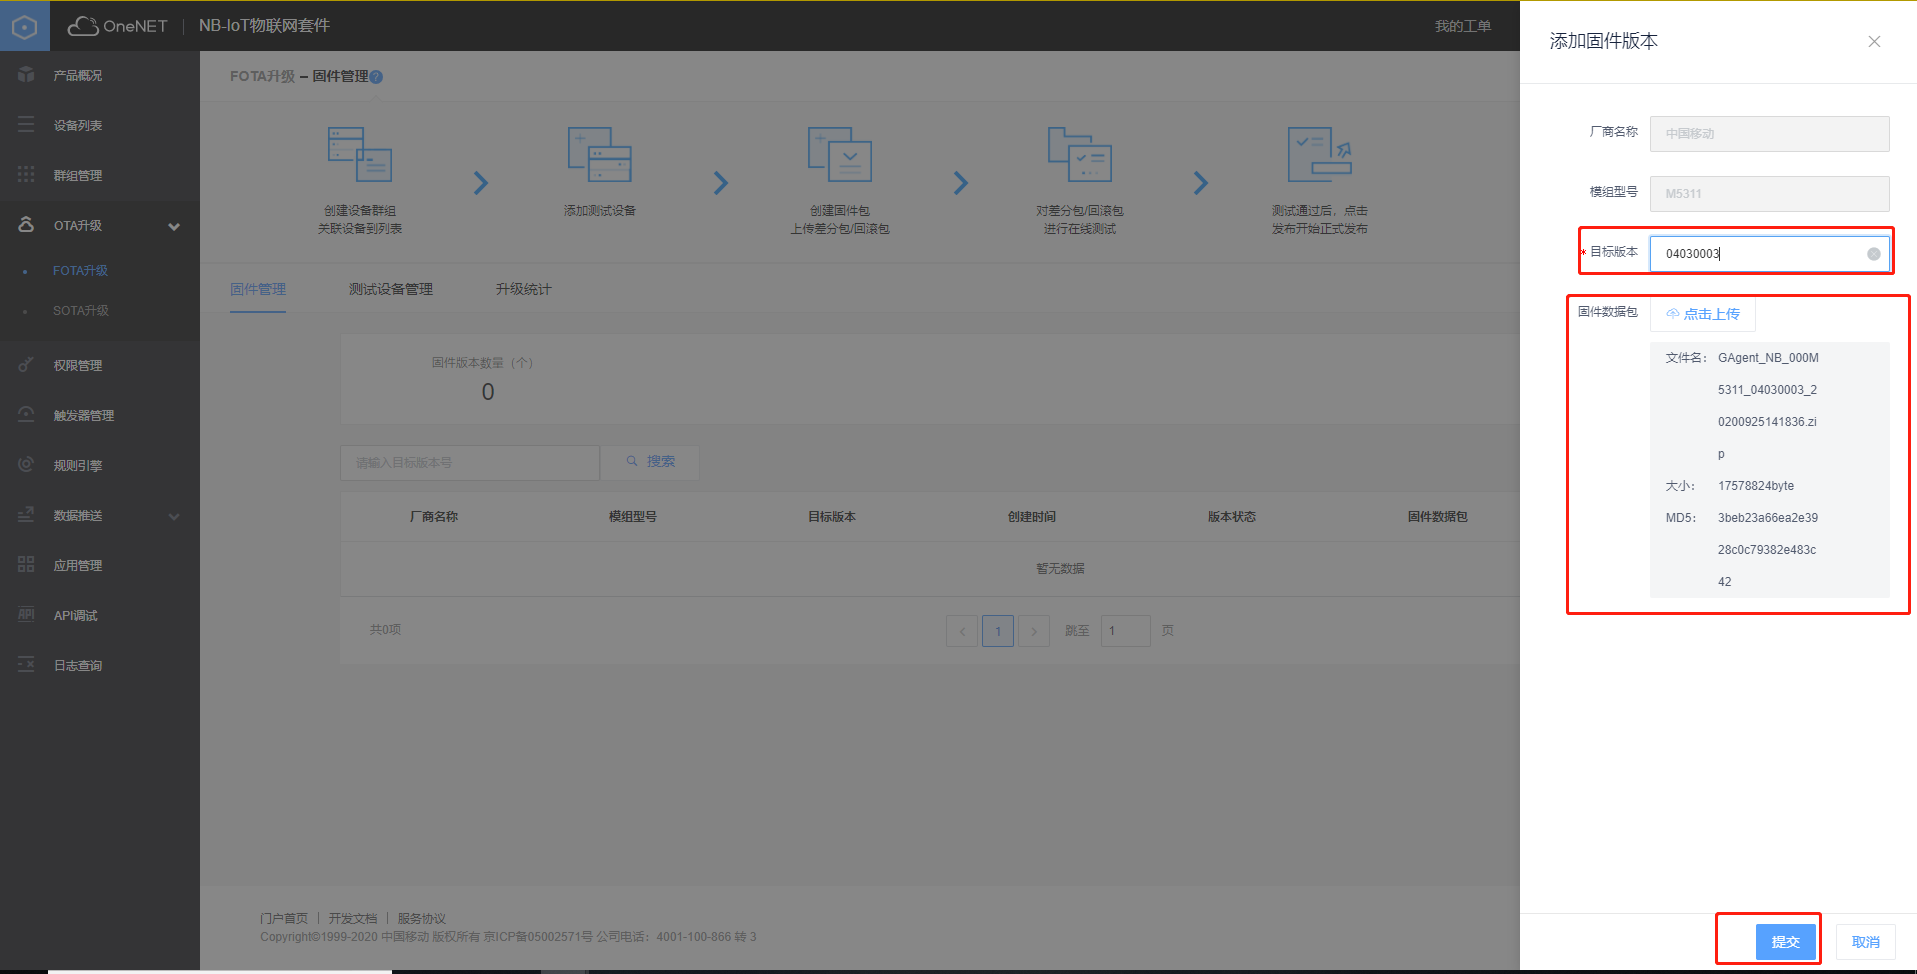 OneNET
NB-IoT物联网套件
我的工单
产品概况
设备列表
群组管理
OTA升级
FOTA升级
SOTA升级
权限管理
触发器管理
规则引擎
数据推送
应用管理
API
API调试
日志查询
FOTA升级 – 固件管理?
创建设备群组
关联设备到列表
添加测试设备
创建固件包
上传差分包/回滚包
对差分包/回滚包
进行在线测试
测试通过后，点击
发布开始正式发布
固件管理 测试设备管理 升级统计
固件版本数量（个）
0
请输入目标版本号 搜索
厂商名称 模组型号 目标版本 创建时间 版本状态 固件数据包
暂无数据
共0项 < 1 > 跳至 1 页
门户首页 | 开发文档 | 服务协议
Copyright©1999-2020 中国移动 版权所有 京ICP备05002571号 公司电话：4001-100-866 转 3
添加固件版本
厂商名称 中国移动
模组型号 M5311
* 目标版本 04030003
固件数据包 点击上传
文件名： GAgent_NB_000M
5311_04030003_2
0200925141836.zi
p
大小： 17578824byte
MD5： 3beb23a66ea2e39
28c0c79382e483c
42
提交 取消